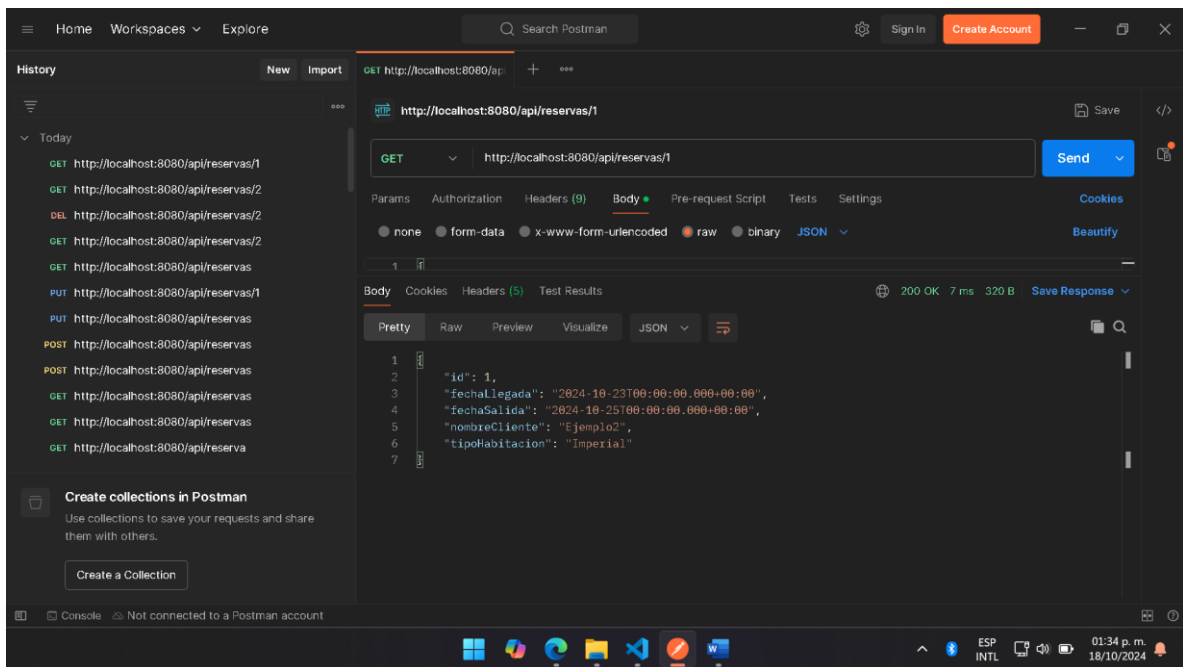 Home Workspaces Explore Search Postman Sign In Create Account
History New Import GET http://localhost:8080/api
http://localhost:8080/api/reservas/1 Save
Today
GET http://localhost:8080/api/reservas/1
GET http://localhost:8080/api/reservas/2
DEL http://localhost:8080/api/reservas/2
GET http://localhost:8080/api/reservas/2
GET http://localhost:8080/api/reservas
PUT http://localhost:8080/api/reservas/1
PUT http://localhost:8080/api/reservas
POST http://localhost:8080/api/reservas
POST http://localhost:8080/api/reservas
GET http://localhost:8080/api/reservas
GET http://localhost:8080/api/reservas
GET http://localhost:8080/api/reserva
Create collections in Postman
Use collections to save your requests and share
them with others.
Create a Collection
GET http://localhost:8080/api/reservas/1 Send
Params Authorization Headers (9) Body Pre-request Script Tests Settings Cookies
none form-data x-www-form-urlencoded raw binary JSON Beautify
1 {
Body Cookies Headers (5) Test Results 200 OK 7 ms 320 B Save Response
Pretty Raw Preview Visualize JSON
1 {
2 "id": 1,
3 "fechaLlegada": "2024-10-23T00:00:00.000+00:00",
4 "fechaSalida": "2024-10-25T00:00:00.000+00:00",
5 "nombreCliente": "Ejemplo2",
6 "tipoHabitacion": "Imperial"
7 }
Console Not connected to a Postman account
ESP
INTL
01:34 p. m.
18/10/2024